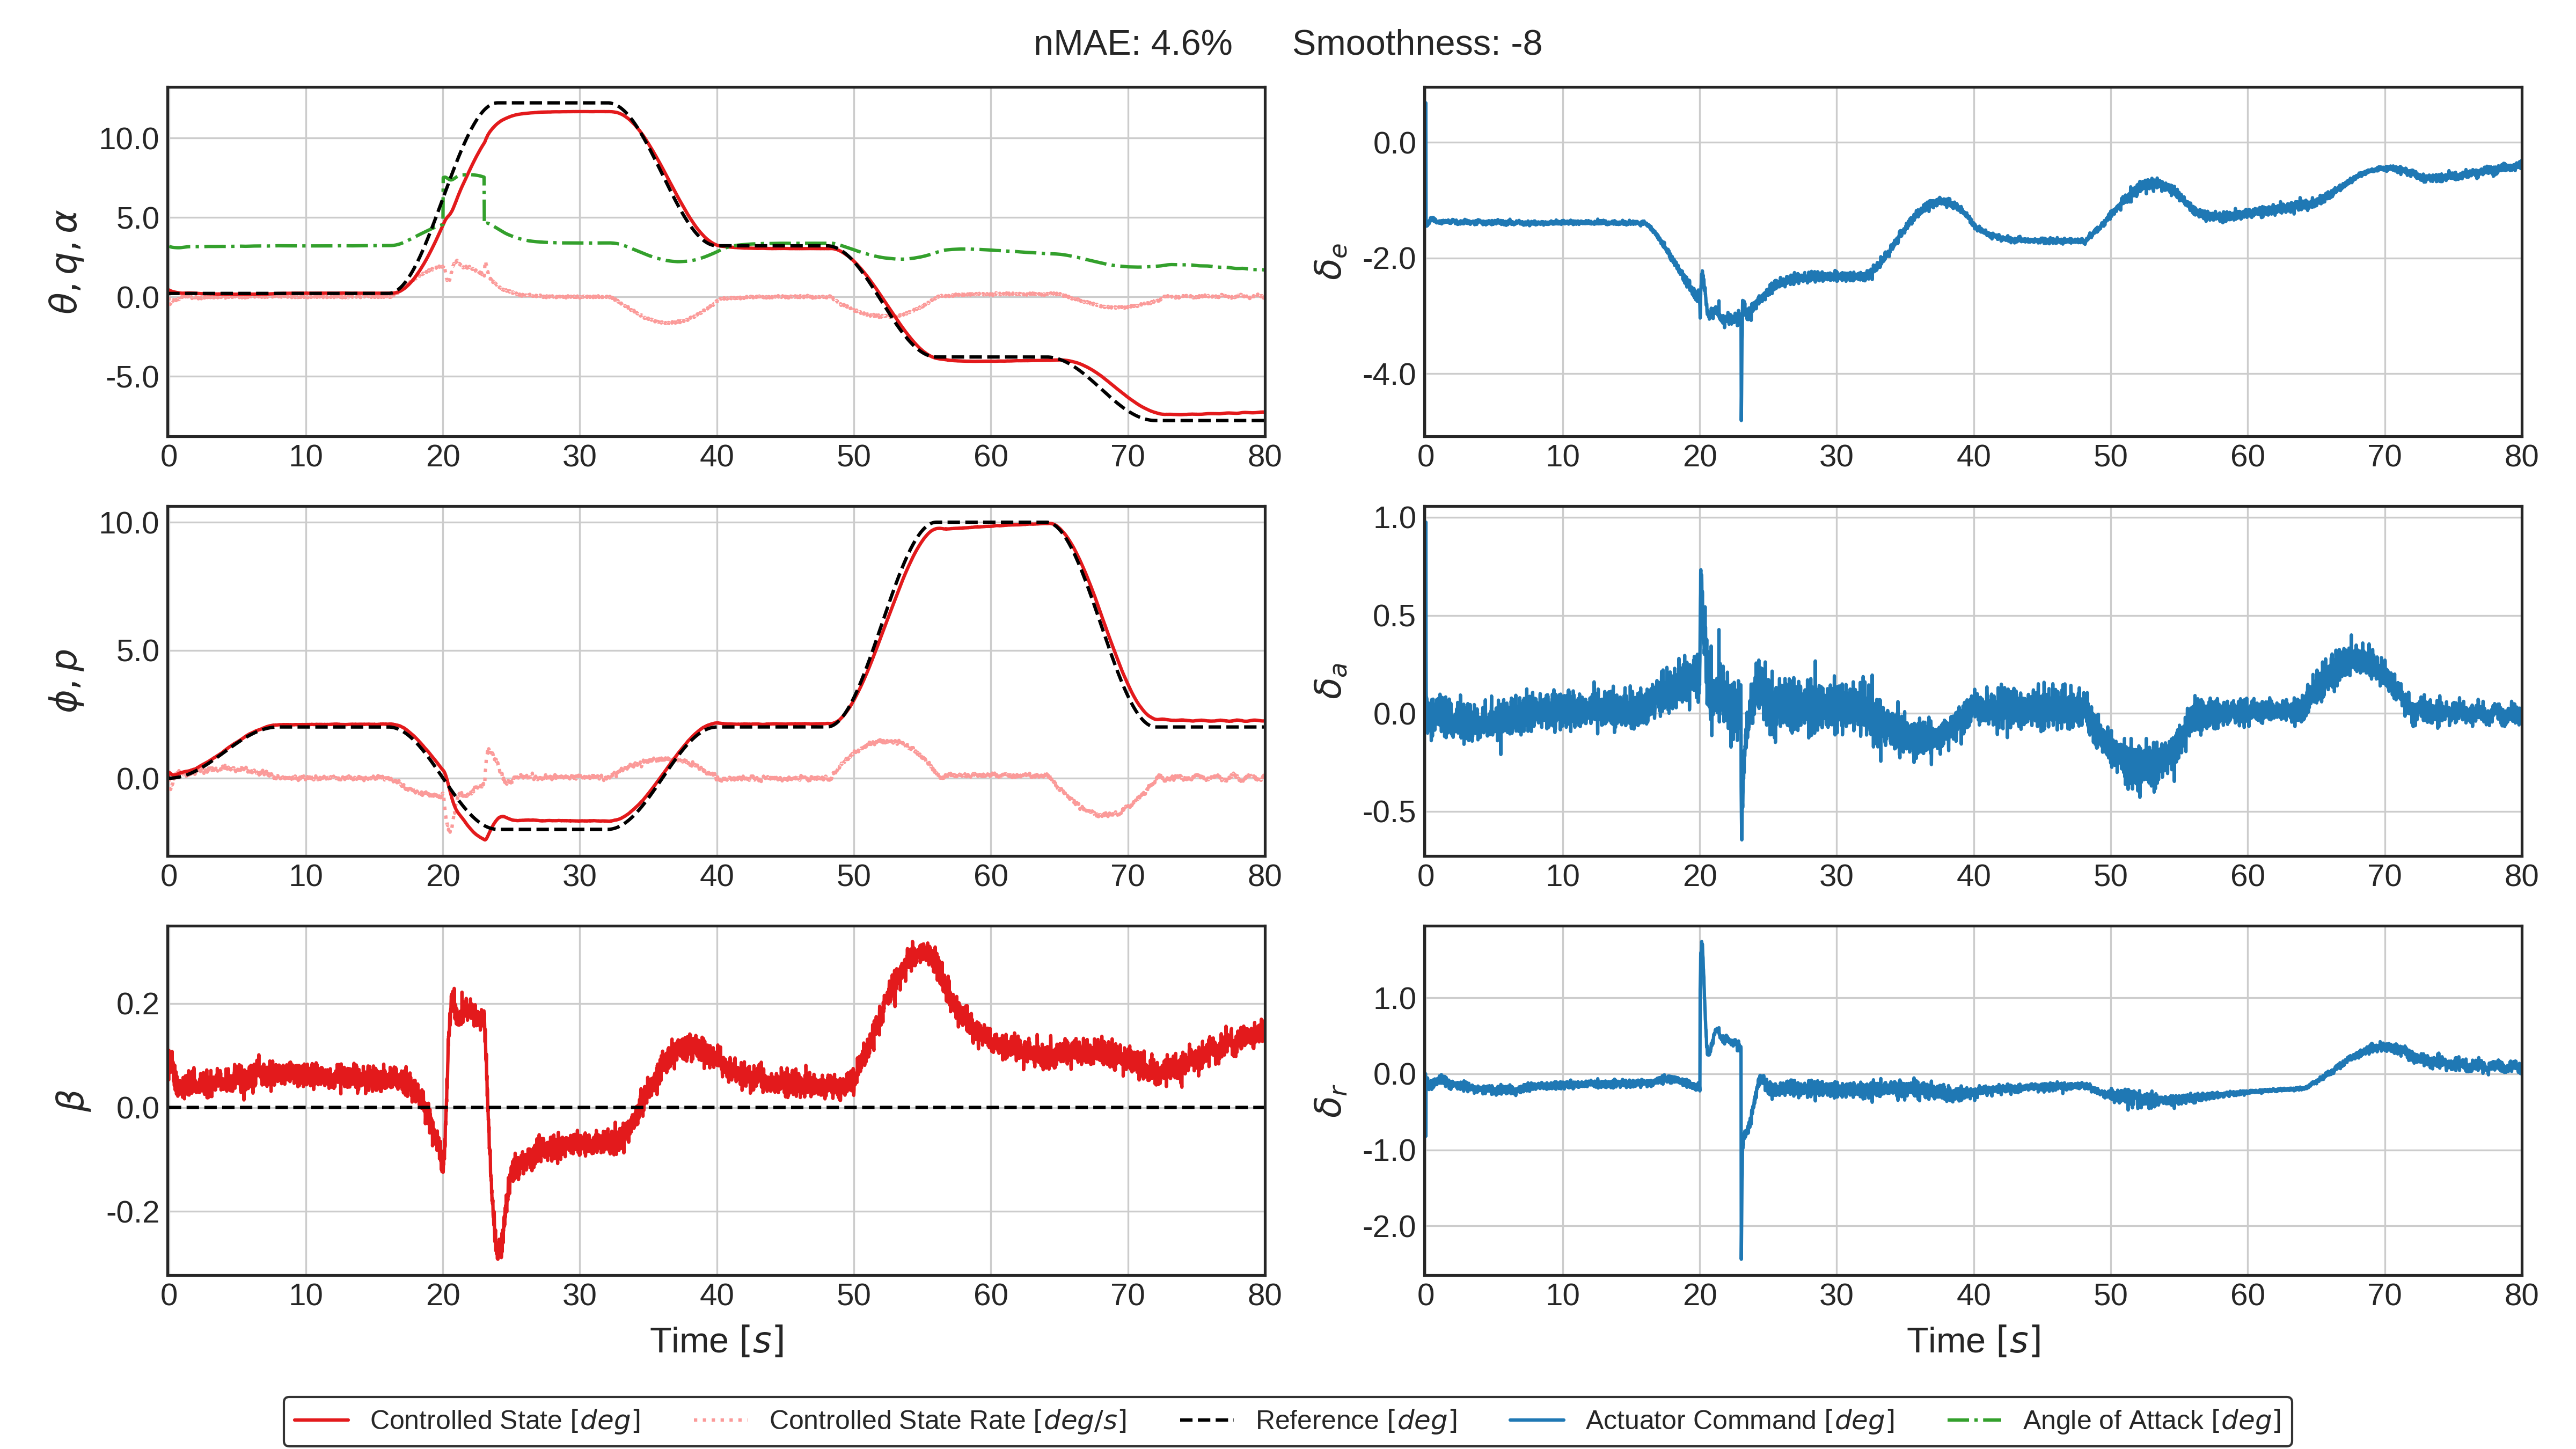 nMAE: 4.6% Smoothness: -8
θ, q, α
10.0
5.0
0.0
-5.0
0 10 20 30 40 50 60 70 80
δe
0.0
-2.0
-4.0
0 10 20 30 40 50 60 70 80
ϕ, p
10.0
5.0
0.0
0 10 20 30 40 50 60 70 80
δa
1.0
0.5
0.0
-0.5
0 10 20 30 40 50 60 70 80
β
0.2
0.0
-0.2
0 10 20 30 40 50 60 70 80
Time [s]
δr
1.0
0.0
-1.0
-2.0
0 10 20 30 40 50 60 70 80
Time [s]
Controlled State [deg] Controlled State Rate [deg/s] Reference [deg] Actuator Command [deg] Angle of Attack [deg]